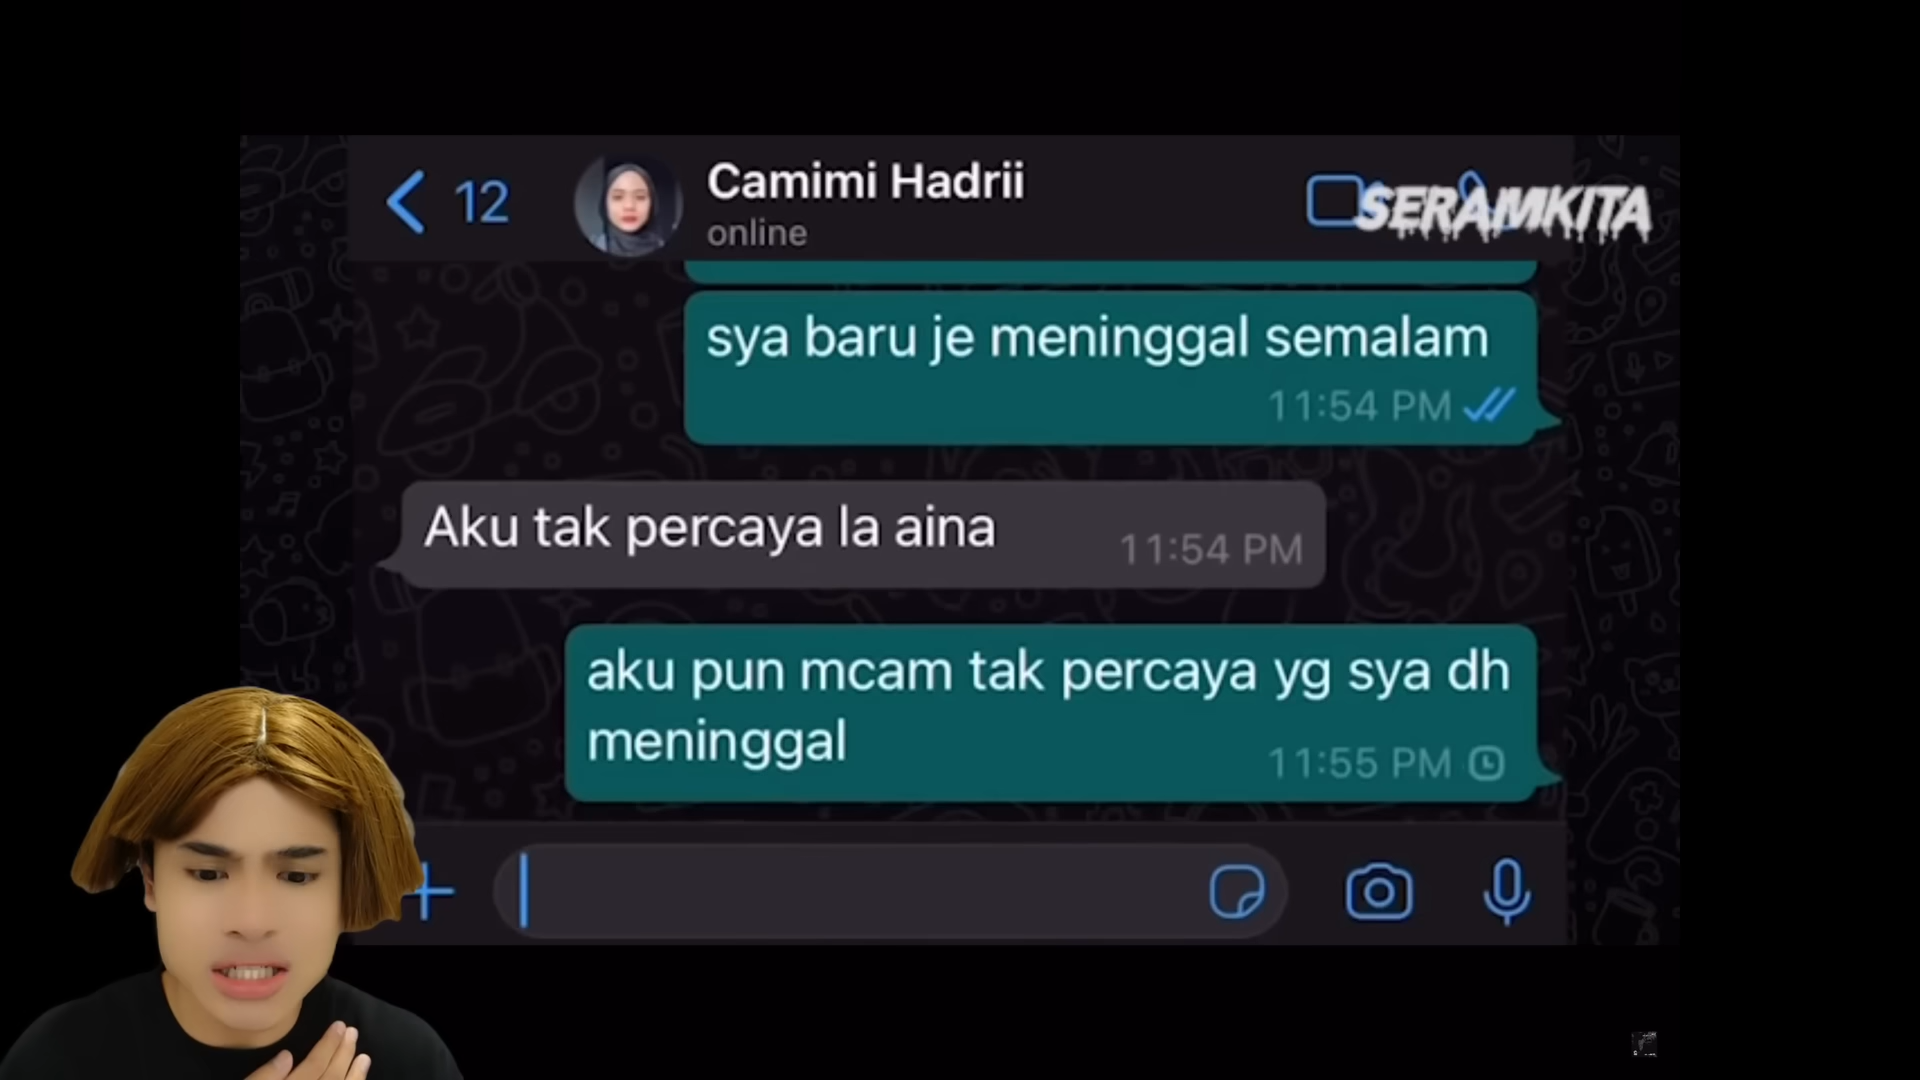 12
Camimi Hadrii
online
SERAMKITA
sya baru je meninggal semalam
11:54 PM
Aku tak percaya la aina
11:54 PM
aku pun mcam tak percaya yg sya dh
meninggal
11:55 PM